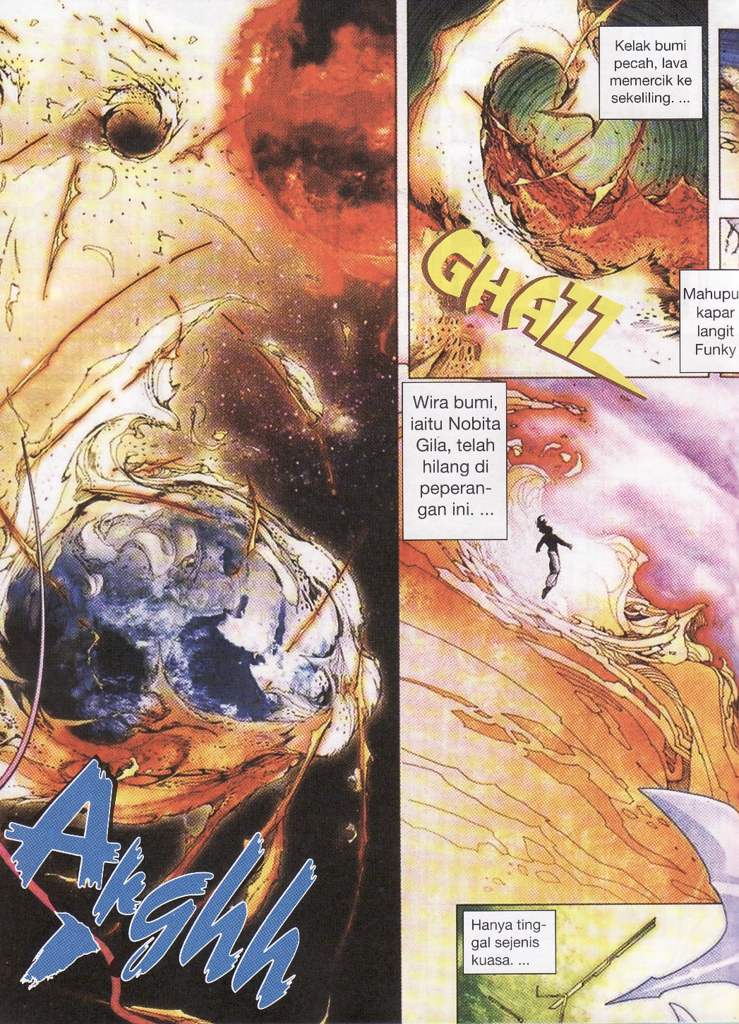 Kelak bumi
pecah, lava
memercik ke
sekeliling. ...
GHAZZ
Mahupu
kapar
langit
Funky
Wira bumi,
iaitu Nobita
Gila, telah
hilang di
peperan-
gan ini. ...
Arghh
Hanya ting-
gal sejenis
kuasa. ...